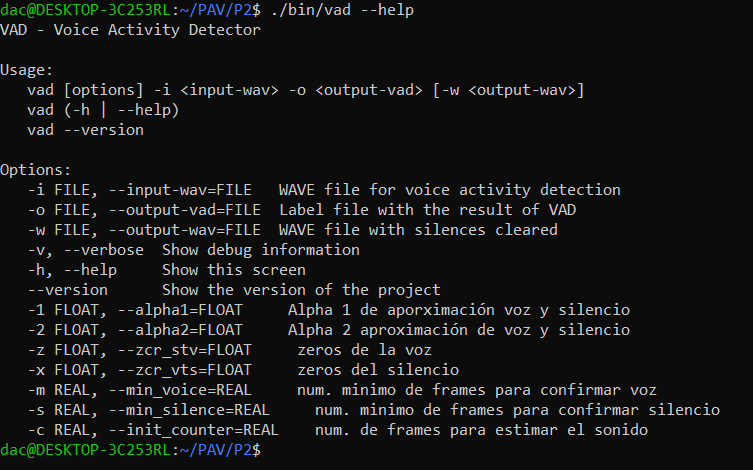 dac@DESKTOP-3C253RL:~/PAV/P2$ ./bin/vad --help
VAD - Voice Activity Detector

Usage:
   vad [options] -i <input-wav> -o <output-vad> [-w <output-wav>]
   vad (-h | --help)
   vad --version

Options:
   -i FILE, --input-wav=FILE   WAVE file for voice activity detection
   -o FILE, --output-vad=FILE  Label file with the result of VAD
   -w FILE, --output-wav=FILE  WAVE file with silences cleared
   -v, --verbose  Show debug information
   -h, --help     Show this screen
   --version      Show the version of the project
   -1 FLOAT, --alpha1=FLOAT     Alpha 1 de aporximación voz y silencio
   -2 FLOAT, --alpha2=FLOAT     Alpha 2 aproximación de voz y silencio
   -z FLOAT, --zcr_stv=FLOAT     zeros de la voz
   -x FLOAT, --zcr_vts=FLOAT     zeros del silencio
   -m REAL, --min_voice=REAL     num. minimo de frames para confirmar voz
   -s REAL, --min_silence=REAL     num. minimo de frames para confirmar silencio
   -c REAL, --init_counter=REAL    num. de frames para estimar el sonido
dac@DESKTOP-3C253RL:~/PAV/P2$